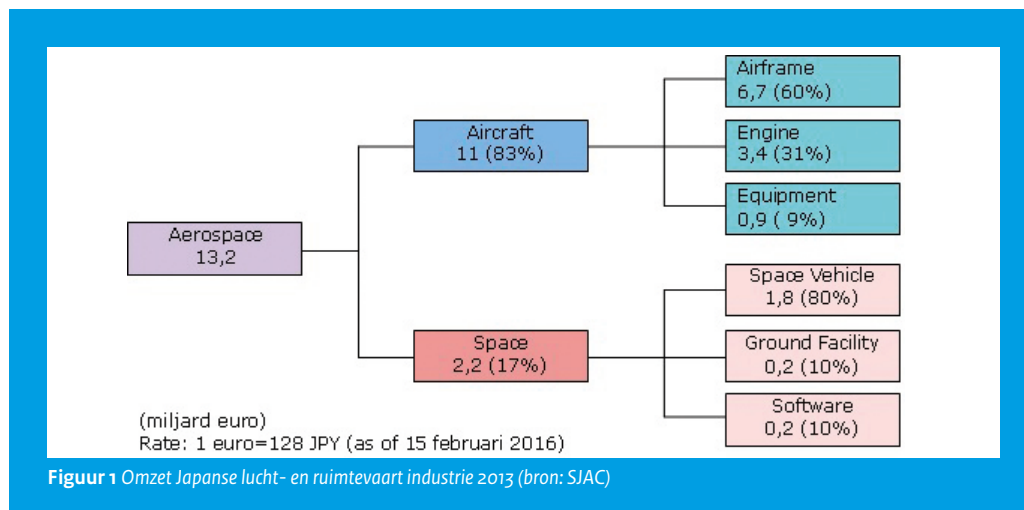 Airframe
6,7 (60%)
Aircraft
11 (83%)
Engine
3,4 (31%)
Equipment
0,9 ( 9%)
Aerospace
13,2
Space Vehicle
1,8 (80%)
Space
2,2 (17%)
Ground Facility
0,2 (10%)
Software
0,2 (10%)
(miljard euro)
Rate: 1 euro=128 JPY (as of 15 februari 2016)
Figuur 1 Omzet Japanse lucht- en ruimtevaart industrie 2013 (bron: SJAC)